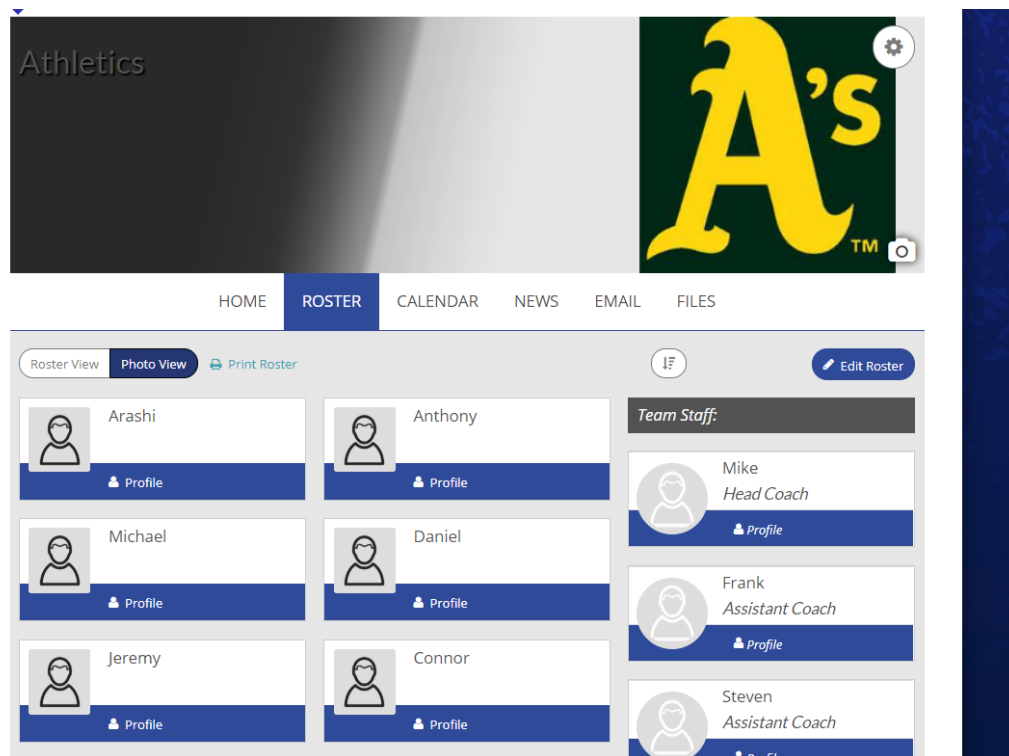 Athletics
A's
TM
HOME ROSTER CALENDAR NEWS EMAIL FILES
Roster View Photo View Print Roster Edit Roster
Arashi
Profile
Anthony
Profile
Michael
Profile
Daniel
Profile
Jeremy
Profile
Connor
Profile
Team Staff:
Mike
Head Coach
Profile
Frank
Assistant Coach
Profile
Steven
Assistant Coach
Profile